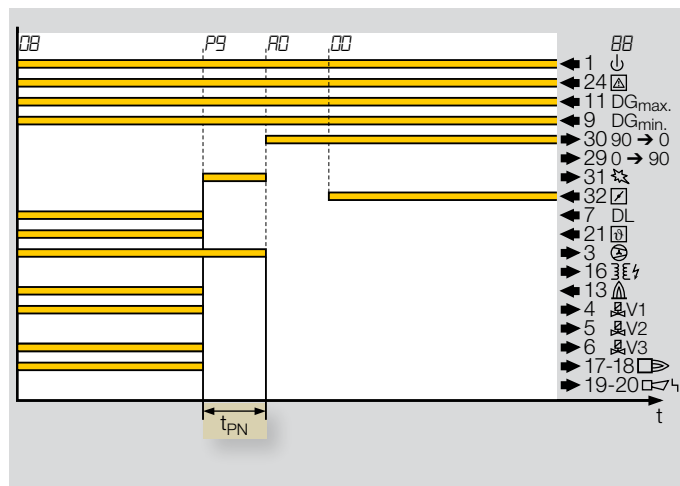 08 P9 A0 00 88
1
24
11 DGmax.
9 DGmin.
30 90 → 0
29 0 → 90
31
32
7 DL
21 ϑ
3
16
13
4 V1
5 V2
6 V3
17-18
19-20
t
tPN